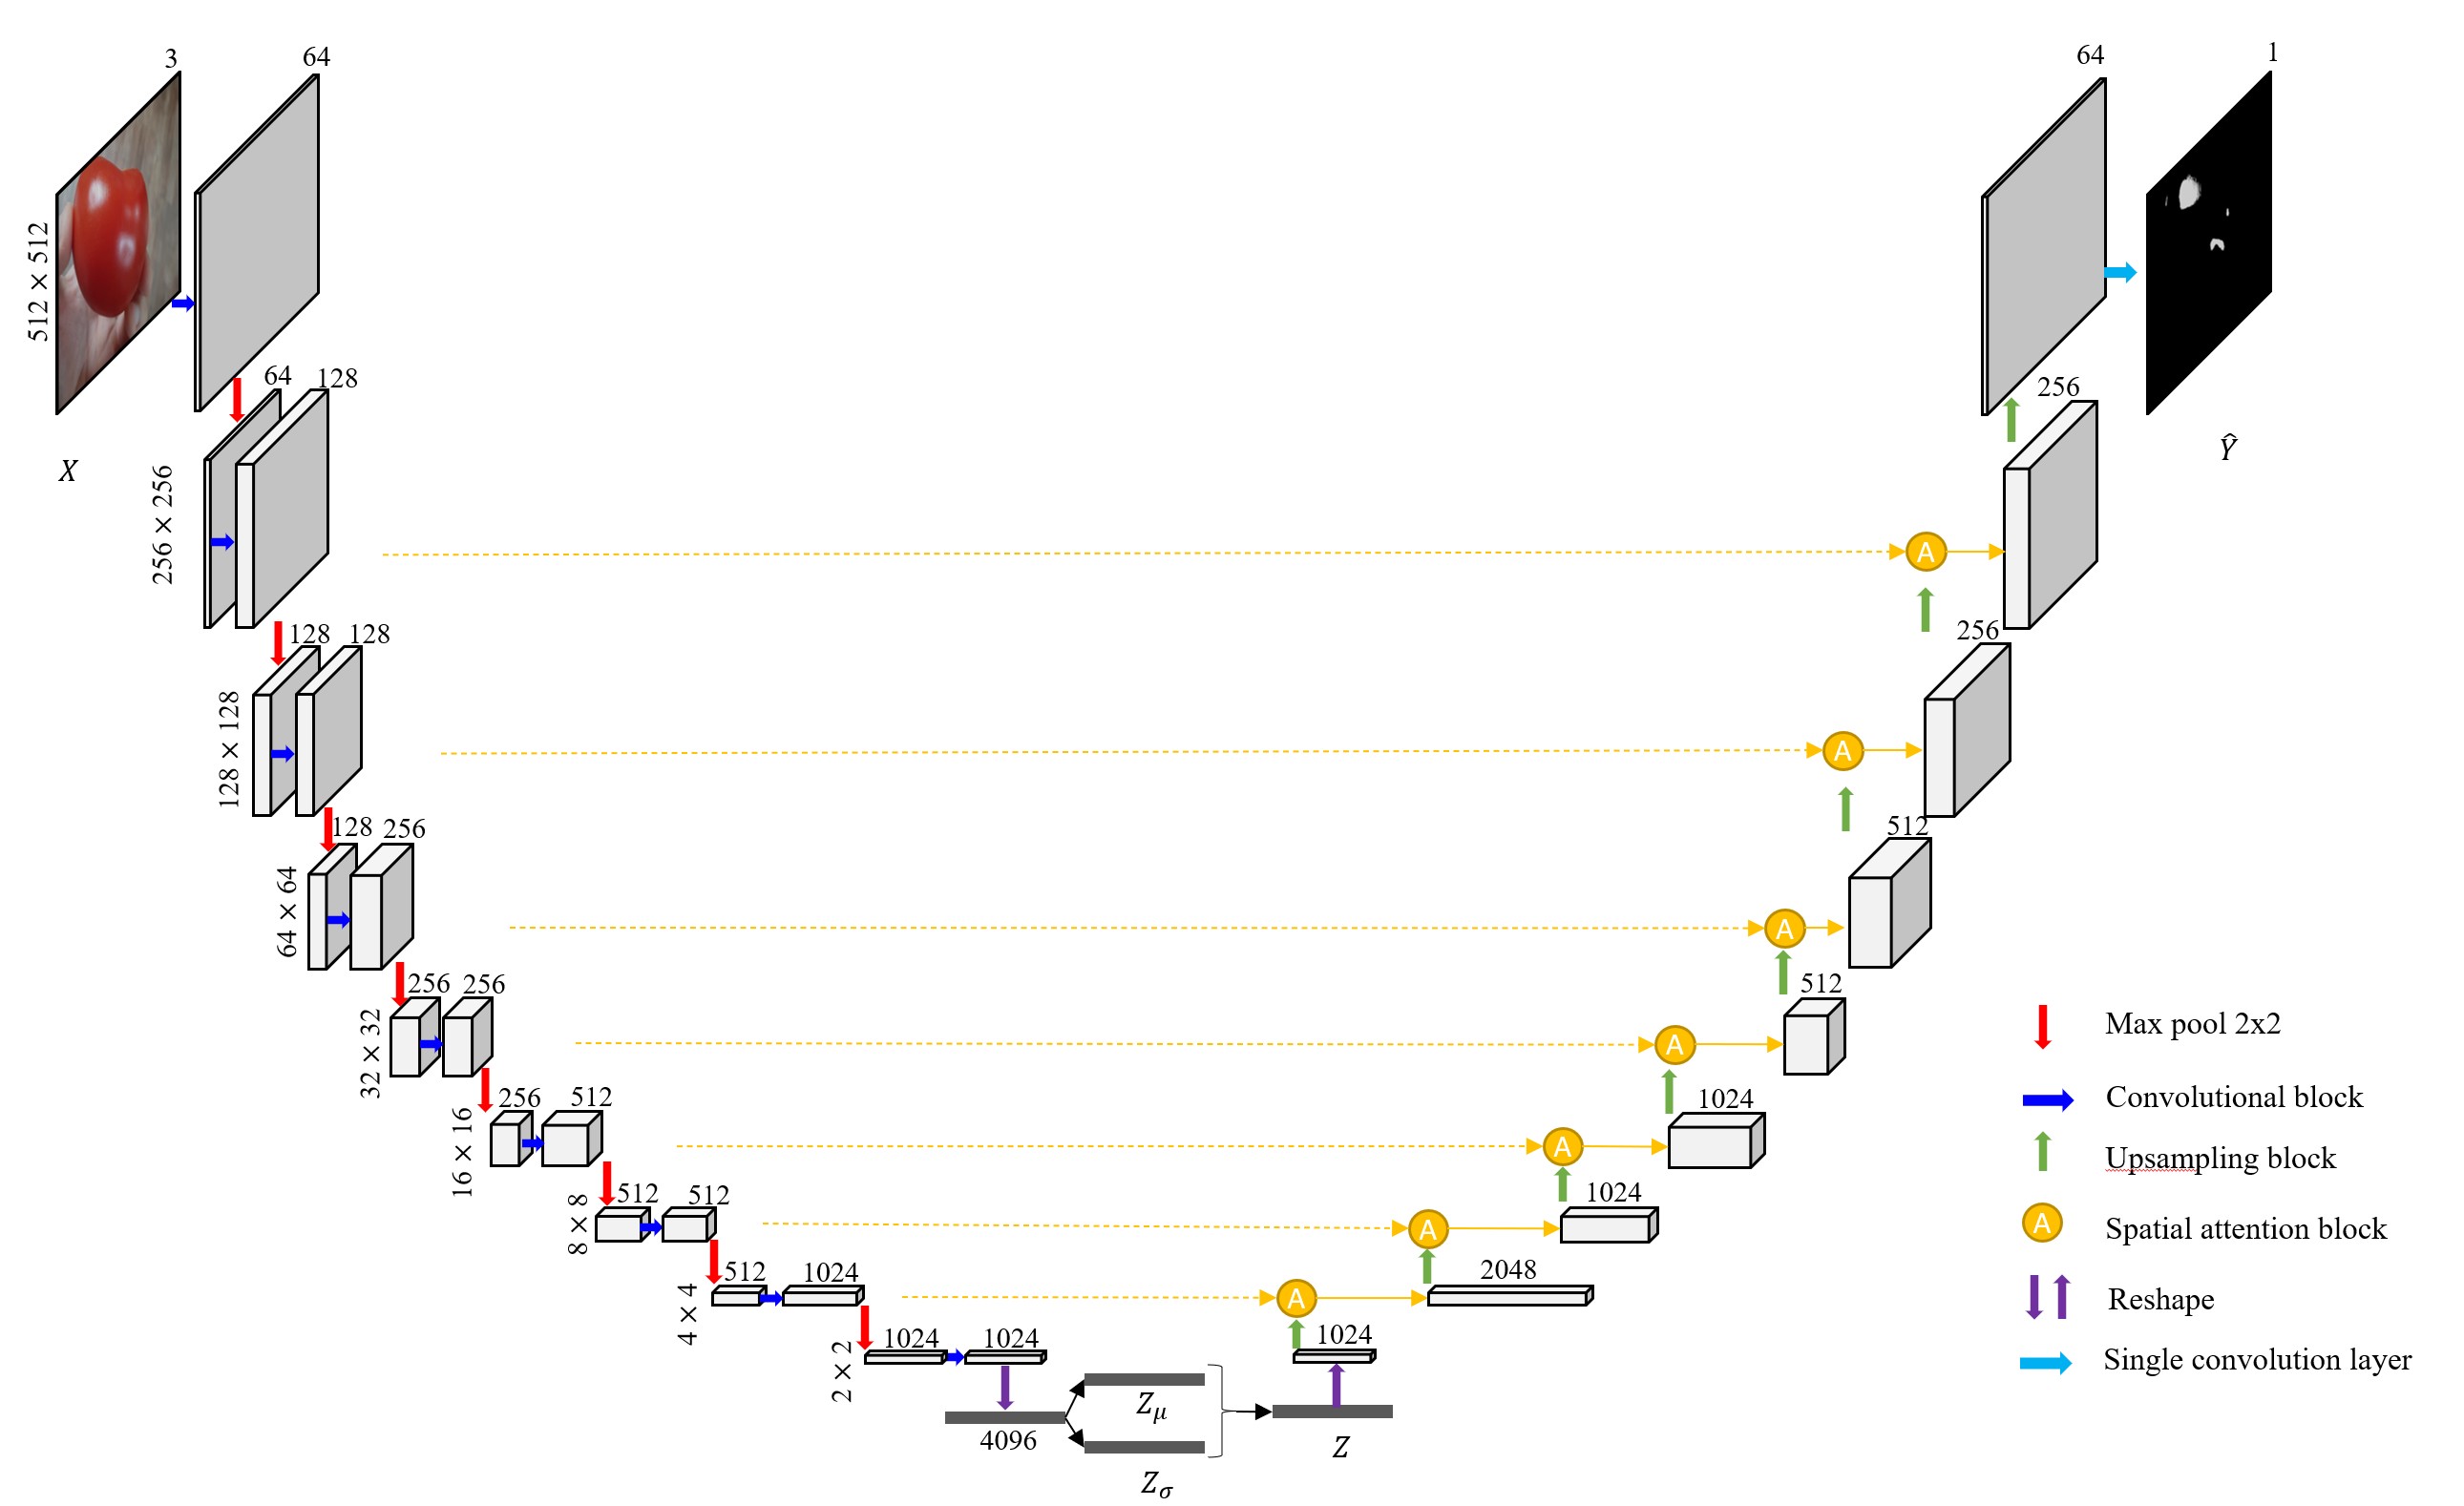 3
64
512 × 512
X
64
128
256 × 256
128
128
128 × 128
128
256
64 × 64
256
256
32 × 32
256
512
16 × 16
512
512
8 × 8
512
1024
4 × 4
1024
1024
2 × 2
4096
Zμ
Zσ
Z
1024
A
2048
A
1024
A
1024
A
512
A
512
A
256
A
256
64
1
Ŷ
Max pool 2x2
Convolutional block
Upsampling block
A
Spatial attention block
Reshape
Single convolution layer